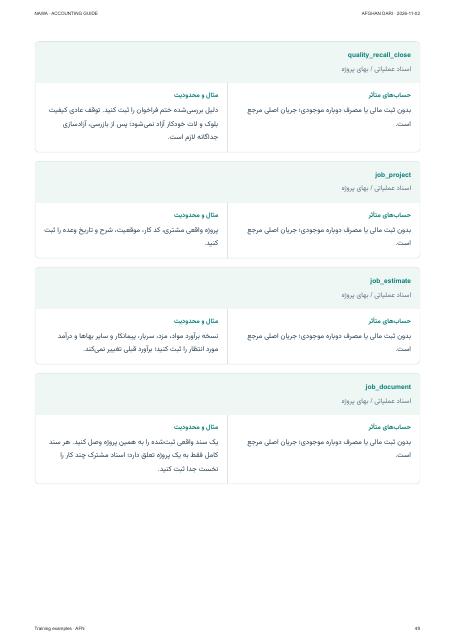 NAWA · ACCOUNTING GUIDE
AFGHAN DARI · 2026-11-02
quality_recall_close
اسناد عملیاتی / بهای پروژه
حساب‌های متأثر
بدون ثبت مالی یا مصرف دوباره موجودی؛ جریان اصلی مرجع
است.
مثال و محدودیت
دلیل بررسی‌شده ختم فراخوان را ثبت کنید. توقف عادی کیفیت
بلوک و لات خودکار آزاد نمی‌شود؛ پس از بازرسی، آزادسازی
جداگانه لازم است.
job_project
اسناد عملیاتی / بهای پروژه
حساب‌های متأثر
بدون ثبت مالی یا مصرف دوباره موجودی؛ جریان اصلی مرجع
است.
مثال و محدودیت
پروژه واقعی مشتری، کد کار، موقعیت، شرح و تاریخ وعده را ثبت
کنید.
job_estimate
اسناد عملیاتی / بهای پروژه
حساب‌های متأثر
بدون ثبت مالی یا مصرف دوباره موجودی؛ جریان اصلی مرجع
است.
مثال و محدودیت
نسخه برآورد مواد، مزد، سربار، پیمانکار و سایر بهاها و درآمد
مورد انتظار را ثبت کنید؛ برآورد قبلی تغییر نمی‌کند.
job_document
اسناد عملیاتی / بهای پروژه
حساب‌های متأثر
بدون ثبت مالی یا مصرف دوباره موجودی؛ جریان اصلی مرجع
است.
مثال و محدودیت
یک سند واقعی ثبت‌شده را به همین پروژه وصل کنید. هر سند
کامل فقط به یک پروژه تعلق دارد؛ اسناد مشترک چند کار را
نخست جدا ثبت کنید.
Training examples · AFN